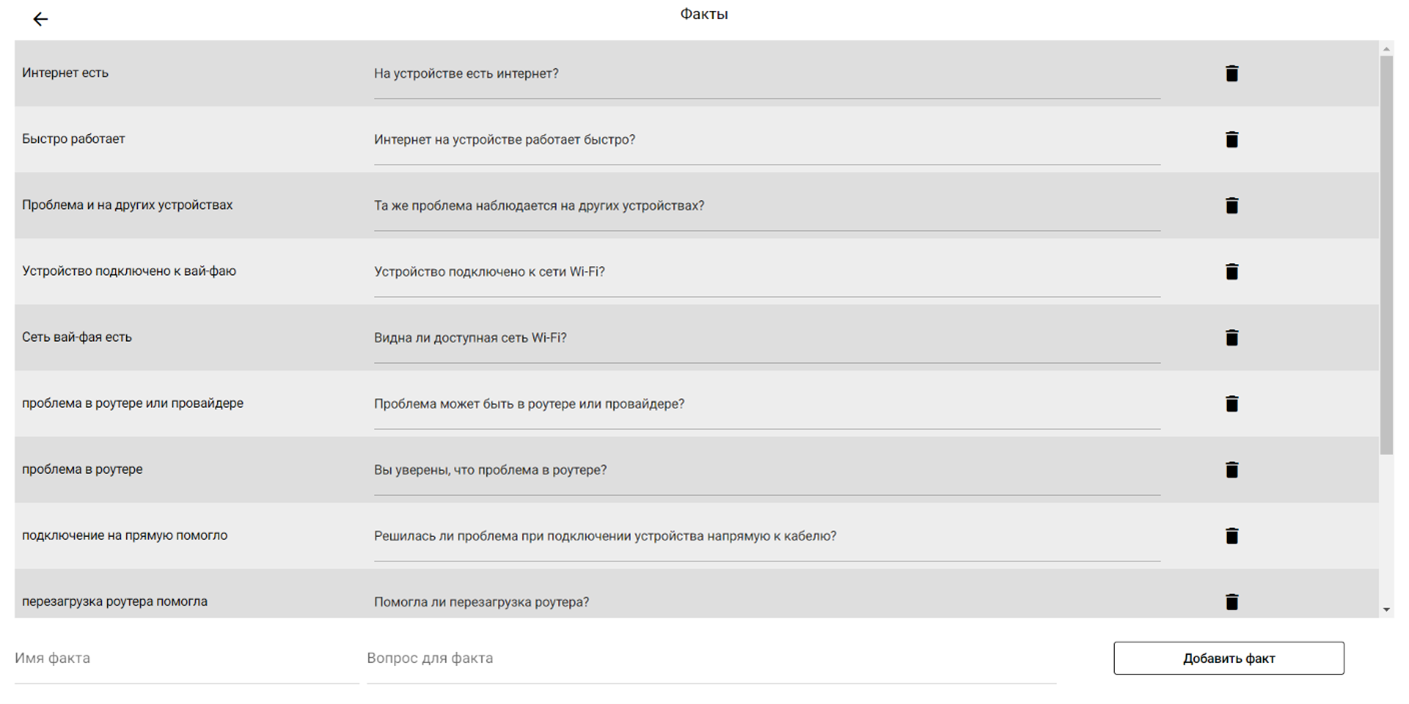 Факты
Интернет есть
На устройстве есть интернет?
Быстро работает
Интернет на устройстве работает быстро?
Проблема и на других устройствах
Та же проблема наблюдается на других устройствах?
Устройство подключено к вай-фаю
Устройство подключено к сети Wi-Fi?
Сеть вай-фая есть
Видна ли доступная сеть Wi-Fi?
проблема в роутере или провайдере
Проблема может быть в роутере или провайдере?
проблема в роутере
Вы уверены, что проблема в роутере?
подключение на прямую помогло
Решилась ли проблема при подключении устройства напрямую к кабелю?
перезагрузка роутера помогла
Помогла ли перезагрузка роутера?
Имя факта
Вопрос для факта
Добавить факт